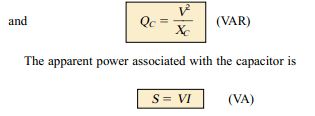 and Q_C = V²/X_C (VAR)
The apparent power associated with the capacitor is
S = VI (VA)